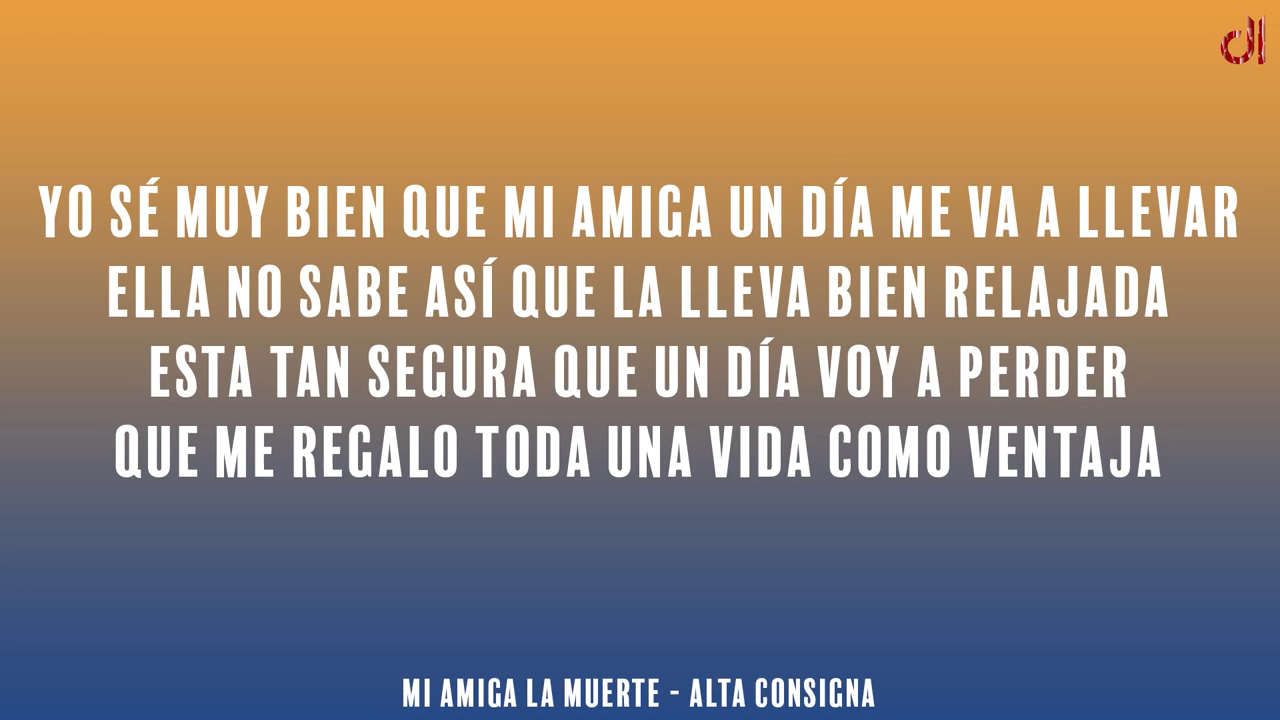 dl
YO SÉ MUY BIEN QUE MI AMIGA UN DÍA ME VA A LLEVAR
ELLA NO SABE ASÍ QUE LA LLEVA BIEN RELAJADA
ESTA TAN SEGURA QUE UN DÍA VOY A PERDER
QUE ME REGALO TODA UNA VIDA COMO VENTAJA
MI AMIGA LA MUERTE - ALTA CONSIGNA